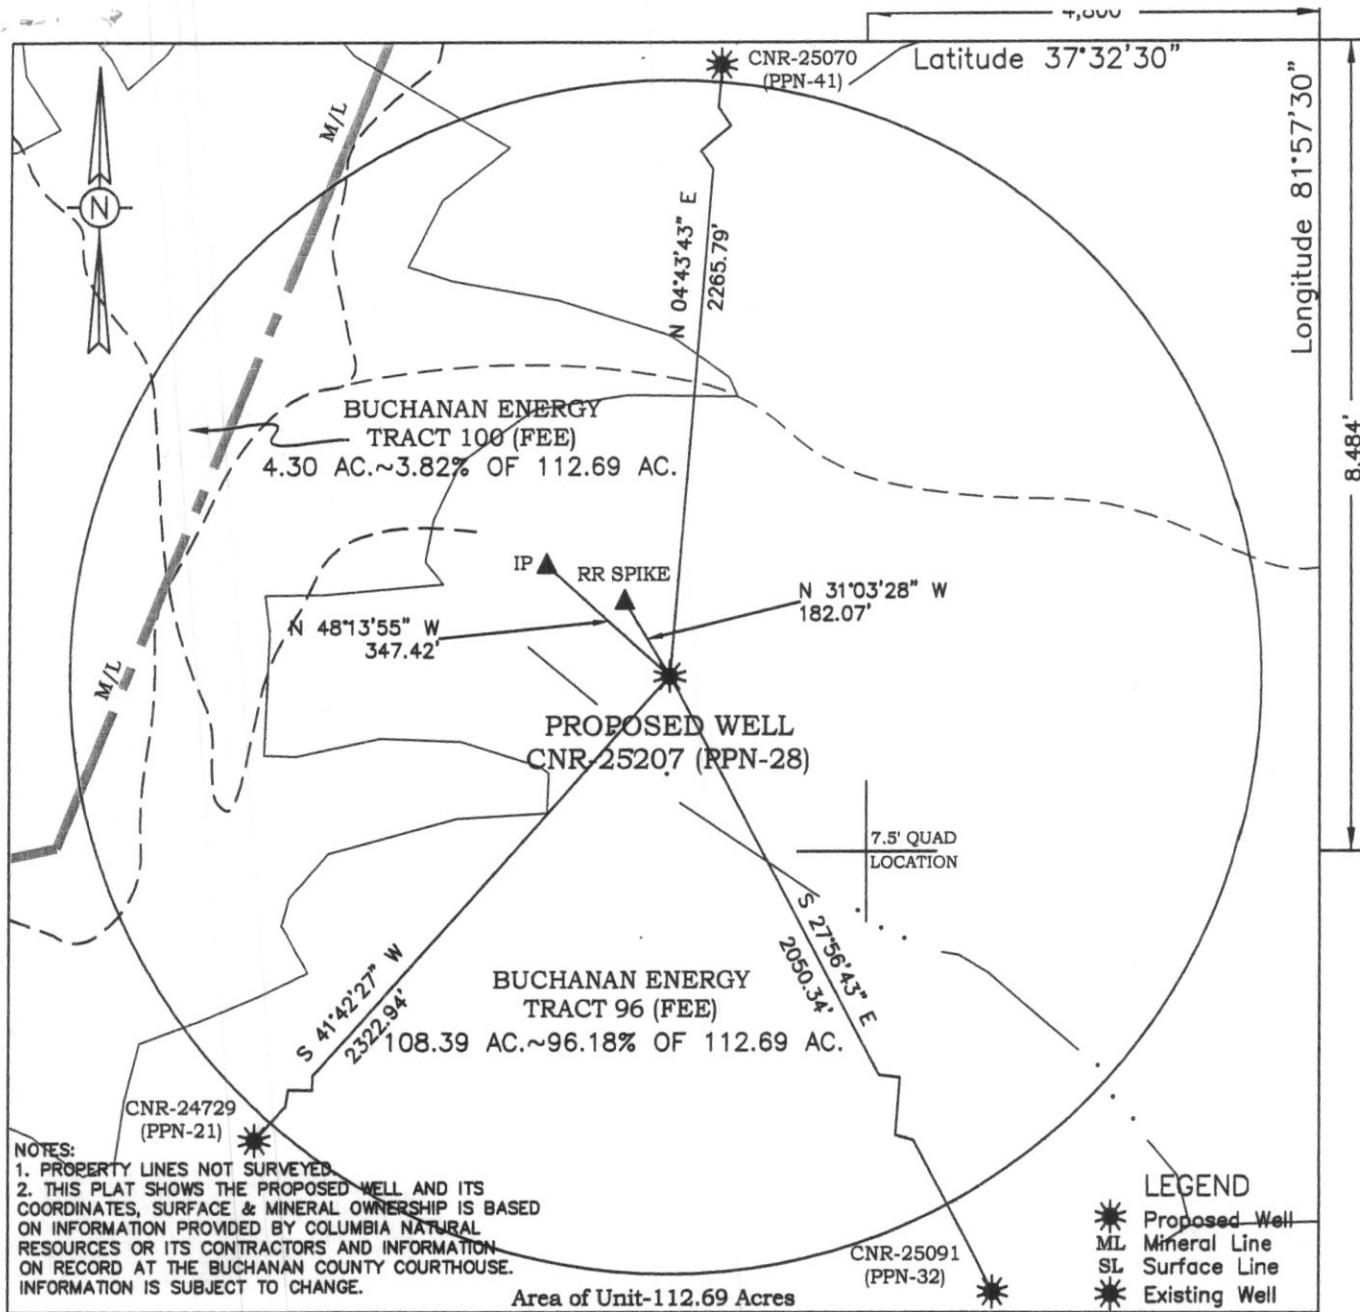 4,800
CNR-25070
(PPN-41)
Latitude 37°32'30"
Longitude 81°57'30"
8,484'
M/L
N
N 04°43'43" E
2265.79'
BUCHANAN ENERGY
TRACT 100 (FEE)
4.30 AC.~3.82% OF 112.69 AC.
IP
RR SPIKE
N 31°03'28" W
182.07'
N 48°13'55" W
347.42'
M/L
PROPOSED WELL
CNR-25207 (PPN-28)
7.5' QUAD
LOCATION
S 27°56'43" E
2050.34'
S 41°42'27" W
2322.94'
BUCHANAN ENERGY
TRACT 96 (FEE)
108.39 AC.~96.18% OF 112.69 AC.
CNR-24729
(PPN-21)
NOTES:
1. PROPERTY LINES NOT SURVEYED.
2. THIS PLAT SHOWS THE PROPOSED WELL AND ITS
COORDINATES, SURFACE & MINERAL OWNERSHIP IS BASED
ON INFORMATION PROVIDED BY COLUMBIA NATURAL
RESOURCES OR ITS CONTRACTORS AND INFORMATION
ON RECORD AT THE BUCHANAN COUNTY COURTHOUSE.
INFORMATION IS SUBJECT TO CHANGE.
CNR-25091
(PPN-32)
Area of Unit-112.69 Acres
LEGEND
Proposed Well
ML Mineral Line
SL Surface Line
Existing Well